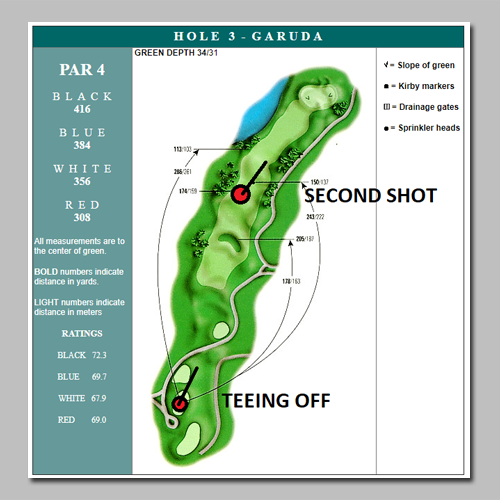 HOLE 3 - GARUDA
GREEN DEPTH 34/31
PAR 4
BLACK
416
BLUE
384
WHITE
356
RED
308
All measurements are to
the center of green.
BOLD numbers indicate
distance in yards.
LIGHT numbers indicate
distance in meters
RATINGS
BLACK 72.3
BLUE 69.7
WHITE 67.9
RED 69.0
113/103
286/261
174/159
150/137
SECOND SHOT
243/222
205/187
178/163
TEEING OFF
= Slope of green
= Kirby markers
= Drainage gates
= Sprinkler heads